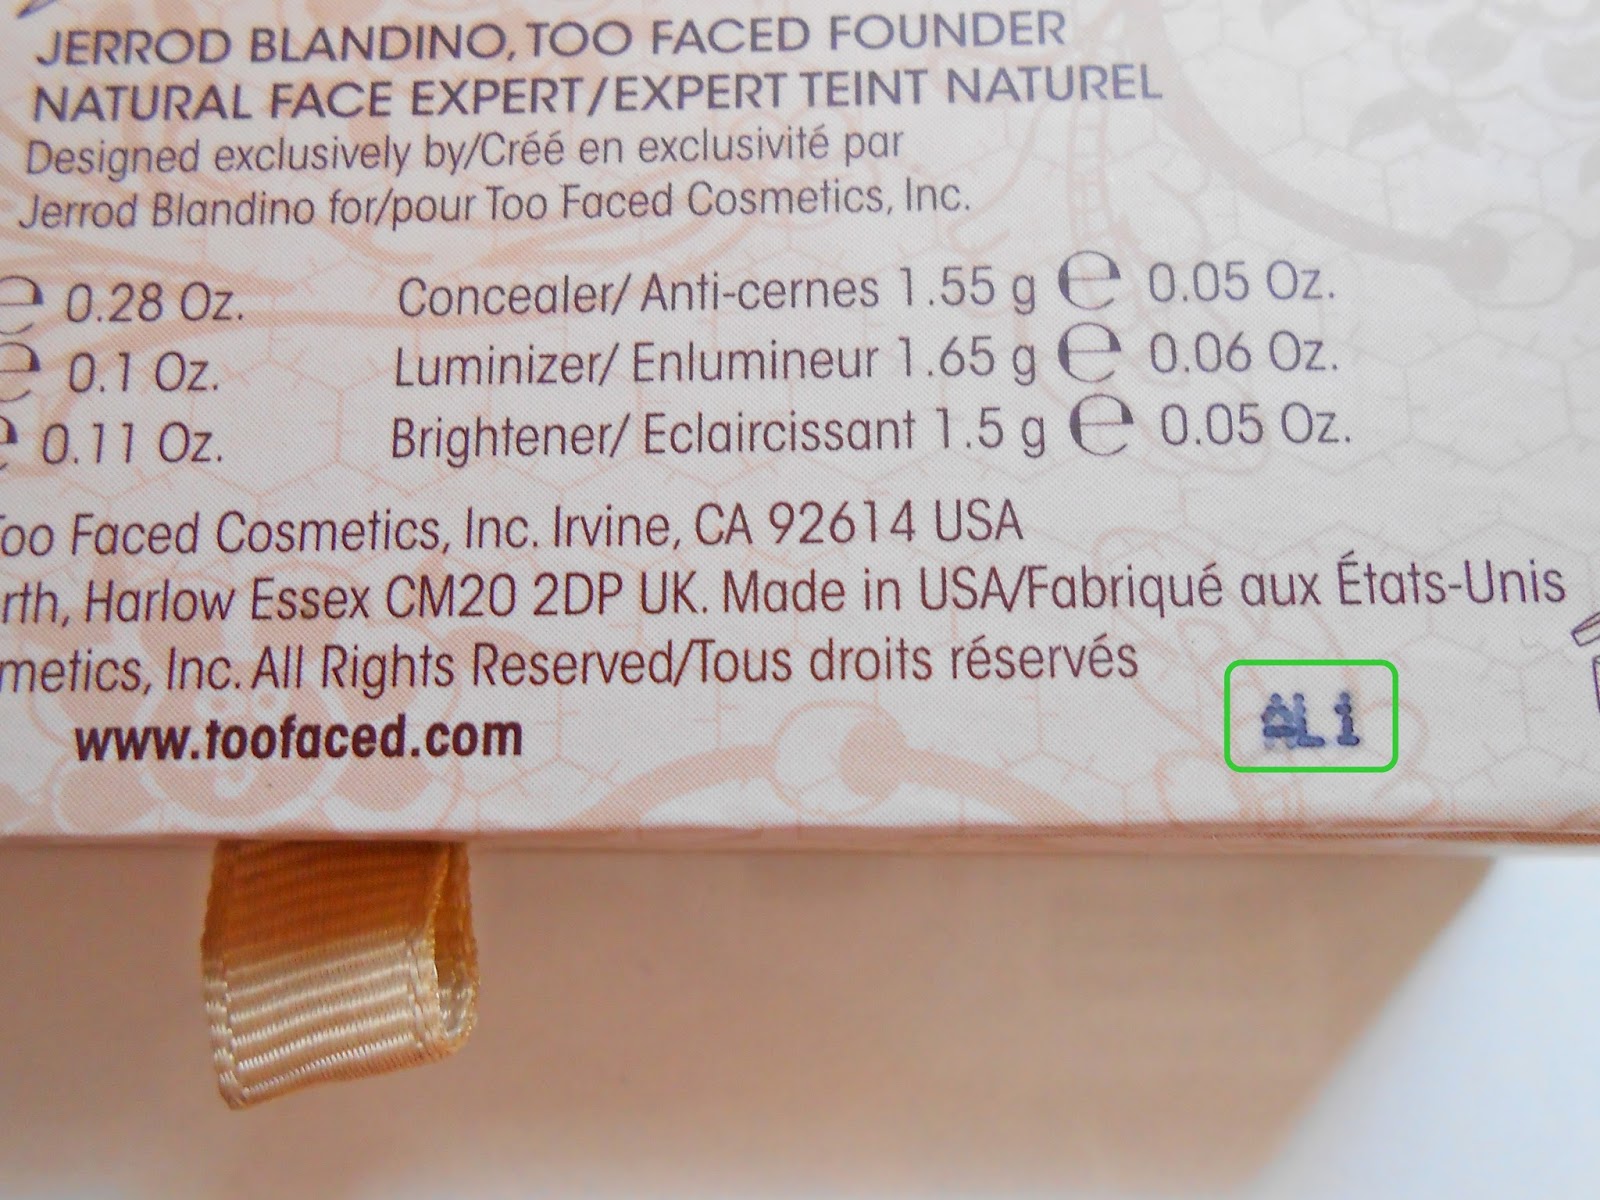 JERROD BLANDINO, TOO FACED FOUNDER
NATURAL FACE EXPERT/EXPERT TEINT NATUREL
Designed exclusively by/Créé en exclusivité par
Jerrod Blandino for/pour Too Faced Cosmetics, Inc.
e 0.28 Oz. Concealer/ Anti-cernes 1.55 g e 0.05 Oz.
e 0.1 Oz. Luminizer/ Enlumineur 1.65 g e 0.06 Oz.
e 0.11 Oz. Brightener/ Eclaircissant 1.5 g e 0.05 Oz.
oo Faced Cosmetics, Inc. Irvine, CA 92614 USA
rth, Harlow Essex CM20 2DP UK. Made in USA/Fabriqué aux États-Unis
metics, Inc. All Rights Reserved/Tous droits réservés
www.toofaced.com
AL1